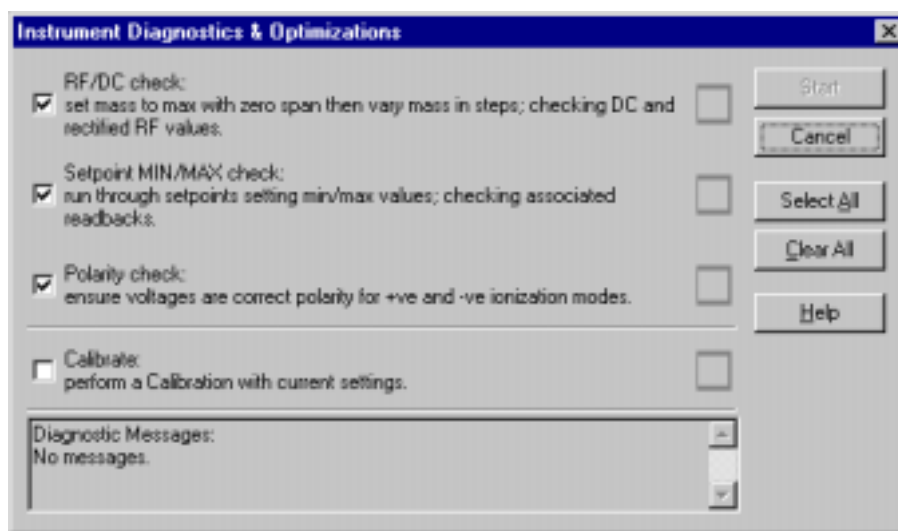 Instrument Diagnostics & Optimizations
RF/DC check:
set mass to max with zero span then vary mass in steps; checking DC and
rectified RF values.
Setpoint MIN/MAX check:
run through setpoints setting min/max values; checking associated
readbacks.
Polarity check:
ensure voltages are correct polarity for +ve and -ve ionization modes.
Calibrate:
perform a Calibration with current settings.
Diagnostic Messages:
No messages.
Start
Cancel
Select All
Clear All
Help